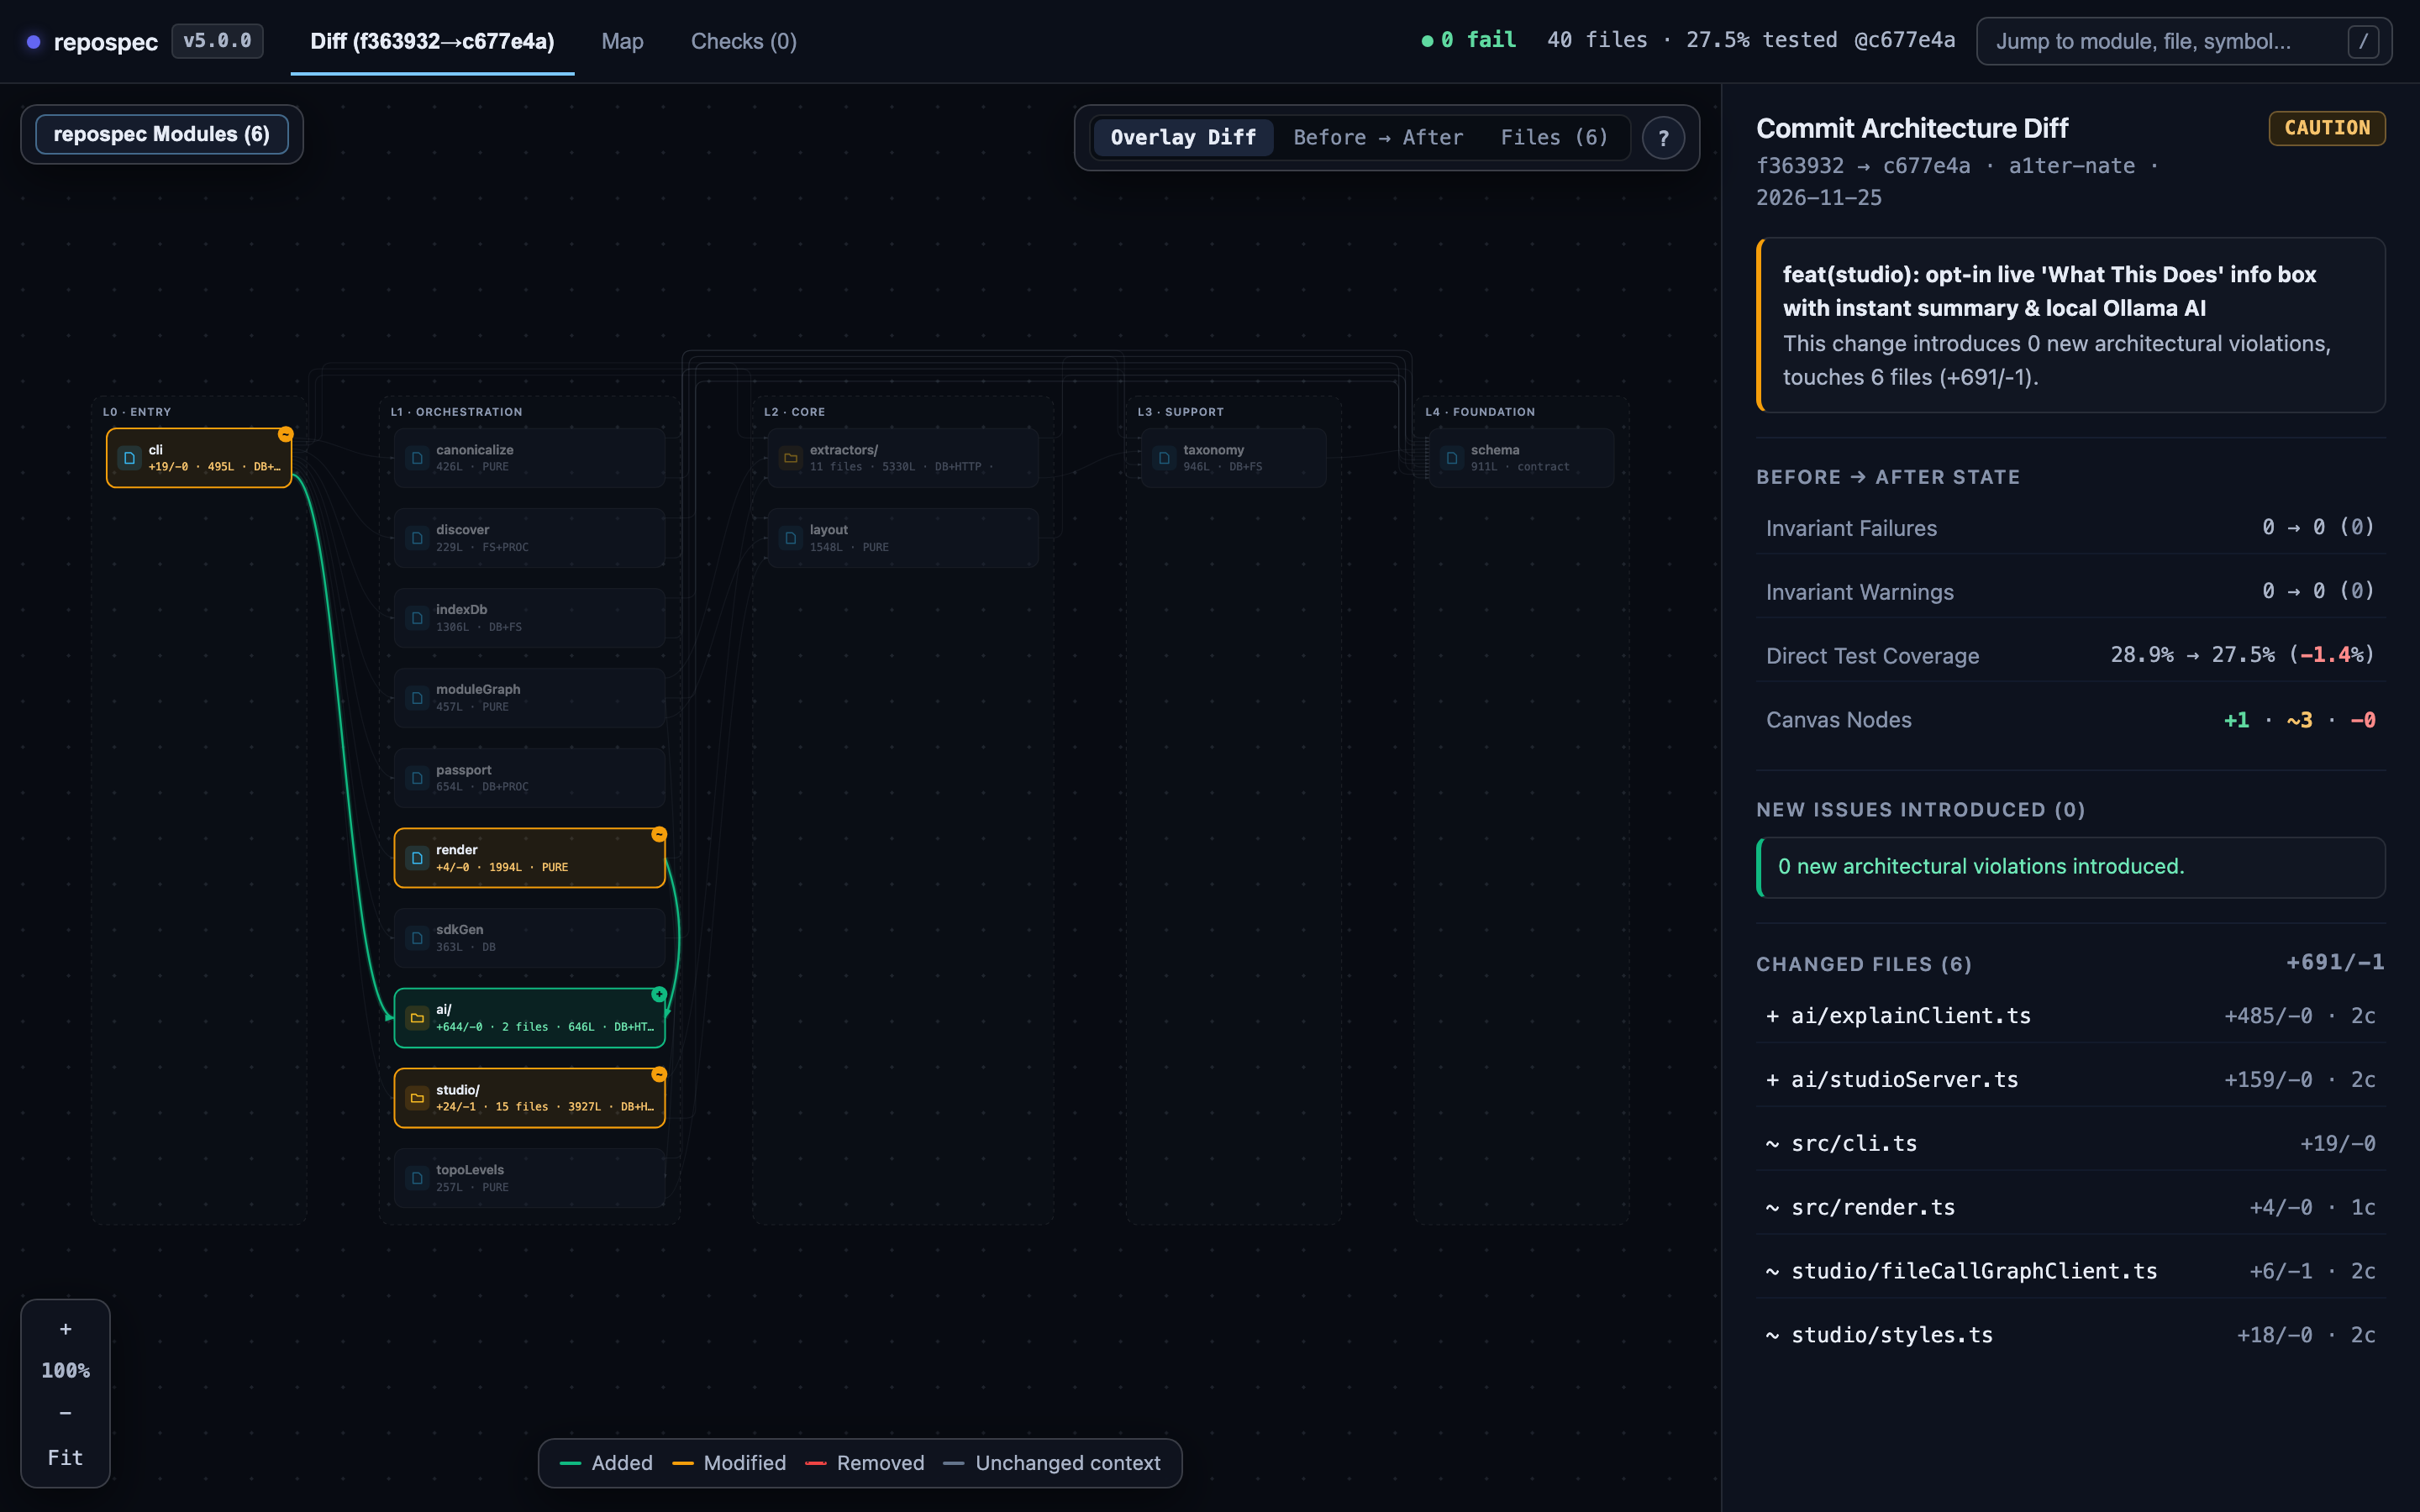 repospec v5.0.0 Diff (f363932→c677e4a) Map Checks (0) 0 fail 40 files · 27.5% tested @c677e4a Jump to module, file, symbol... /
repospec Modules (6)
Overlay Diff Before → After Files (6) ?
L0 · ENTRY
cli
+19/−0 · 495L · DB+…
L1 · ORCHESTRATION
canonicalize
426L · PURE
discover
229L · FS+PROC
indexDb
1306L · DB+FS
moduleGraph
457L · PURE
passport
654L · DB+PROC
render
+4/−0 · 1994L · PURE
sdkGen
363L · DB
ai/
+644/−0 · 2 files · 646L · DB+HT…
studio/
+24/−1 · 15 files · 3927L · DB+H…
topoLevels
257L · PURE
L2 · CORE
extractors/
11 files · 5330L · DB+HTTP ·
layout
1548L · PURE
L3 · SUPPORT
taxonomy
946L · DB+FS
L4 · FOUNDATION
schema
911L · contract
+
100%
−
Fit
Added Modified Removed Unchanged context
Commit Architecture Diff CAUTION
f363932 → c677e4a · a1ter−nate ·
2026−11−25
feat(studio): opt-in live 'What This Does' info box
with instant summary & local Ollama AI
This change introduces 0 new architectural violations,
touches 6 files (+691/-1).
BEFORE → AFTER STATE
Invariant Failures 0 → 0 (0)
Invariant Warnings 0 → 0 (0)
Direct Test Coverage 28.9% → 27.5% (−1.4%)
Canvas Nodes +1 · ~3 · −0
NEW ISSUES INTRODUCED (0)
0 new architectural violations introduced.
CHANGED FILES (6) +691/−1
+ ai/explainClient.ts +485/−0 · 2c
+ ai/studioServer.ts +159/−0 · 2c
~ src/cli.ts +19/−0
~ src/render.ts +4/−0 · 1c
~ studio/fileCallGraphClient.ts +6/−1 · 2c
~ studio/styles.ts +18/−0 · 2c